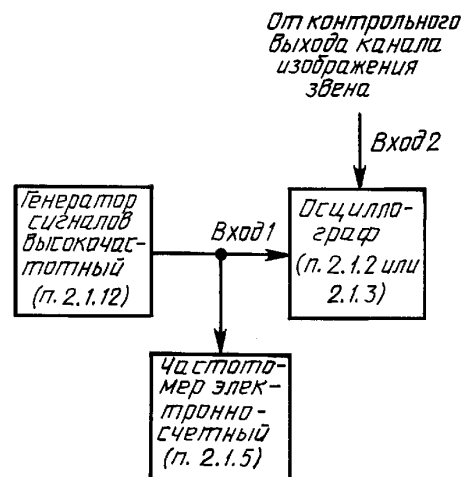 От контрольного
выхода канала
изображения
звена
Вход 2
Генератор
сигналов
высокочас-
тотный
(п. 2.1.12)
Вход 1
Осцилло-
граф
(п. 2.1.2 или
2.1.3)
Частото-
мер элек-
тронно-
счетный
(п. 2.1.5)